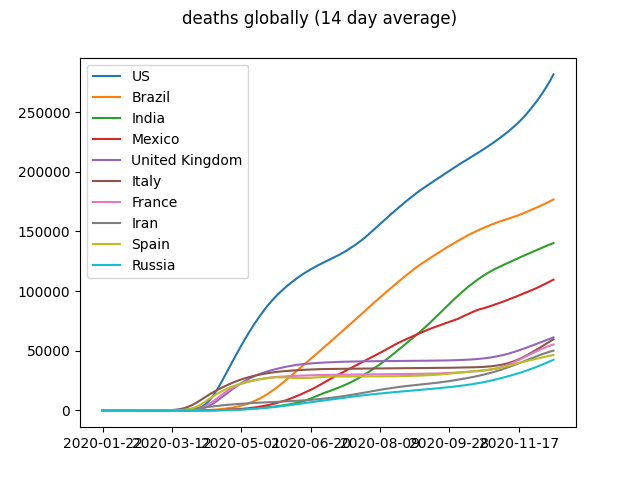 deaths globally (14 day average)
US
Brazil
India
Mexico
United Kingdom
Italy
France
Iran
Spain
Russia
250000
200000
150000
100000
50000
0
2020-01-22 2020-03-12 2020-05-01 2020-06-20 2020-08-09 2020-09-28 2020-11-17